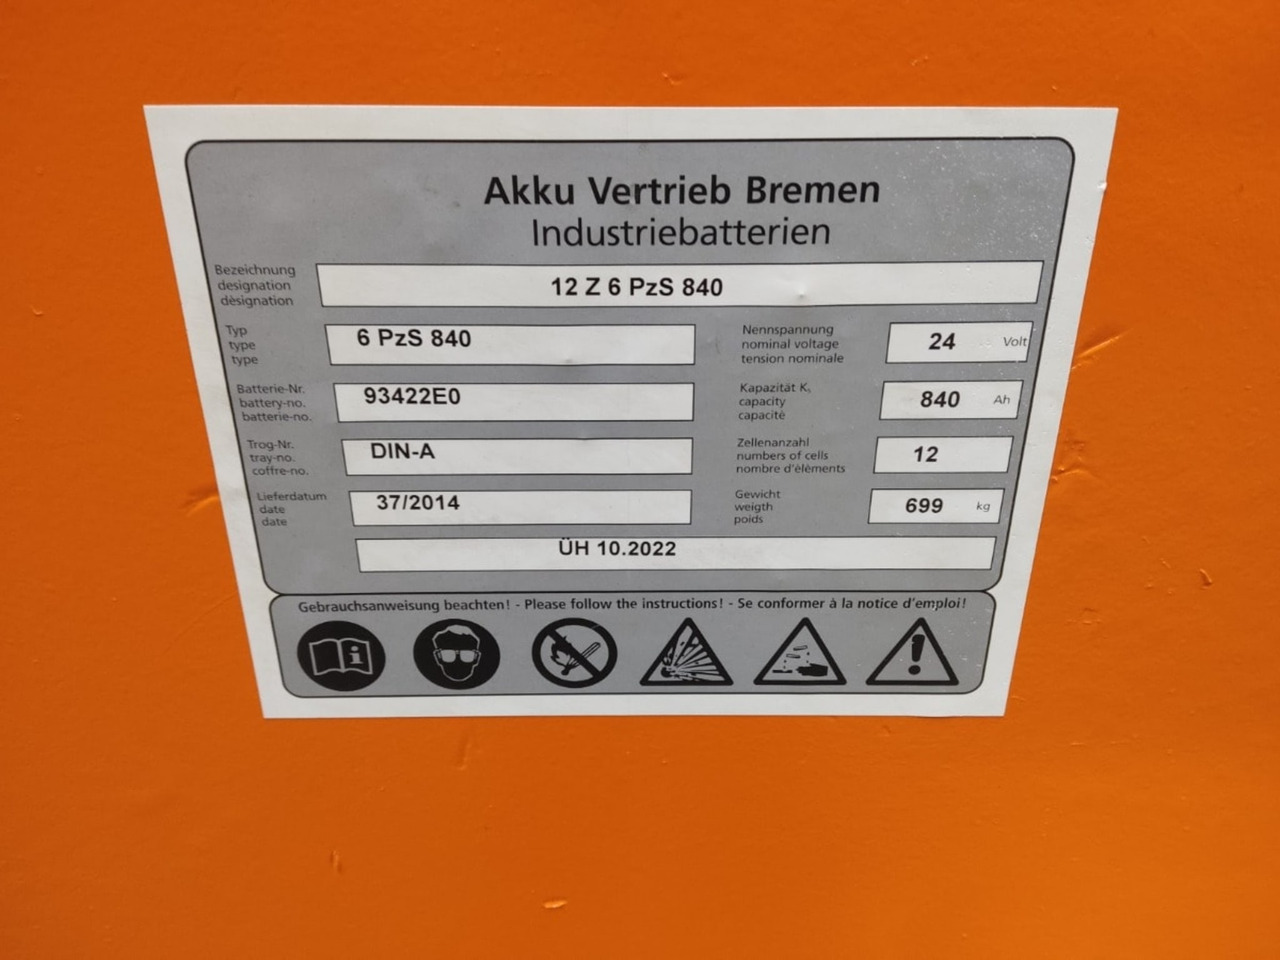 Akku Vertrieb Bremen
Industriebatterien
Bezeichnung
designation
dèsignation
12 Z 6 PzS 840
Typ
type
type
6 PzS 840
Nennspannung
nominal voltage
tension nominale
24 Volt
Batterie-Nr.
battery-no.
batterie-no.
93422E0
Kapazität K₅
capacity
capacité
840 Ah
Trog-Nr.
tray-no.
coffre-no.
DIN-A
Zellenanzahl
numbers of cells
nombre d'élèments
12
Lieferdatum
date
date
37/2014
Gewicht
weigth
poids
699 kg
ÜH 10.2022
Gebrauchsanweisung beachten! - Please follow the instructions! - Se conformer à la notice d'emploi!